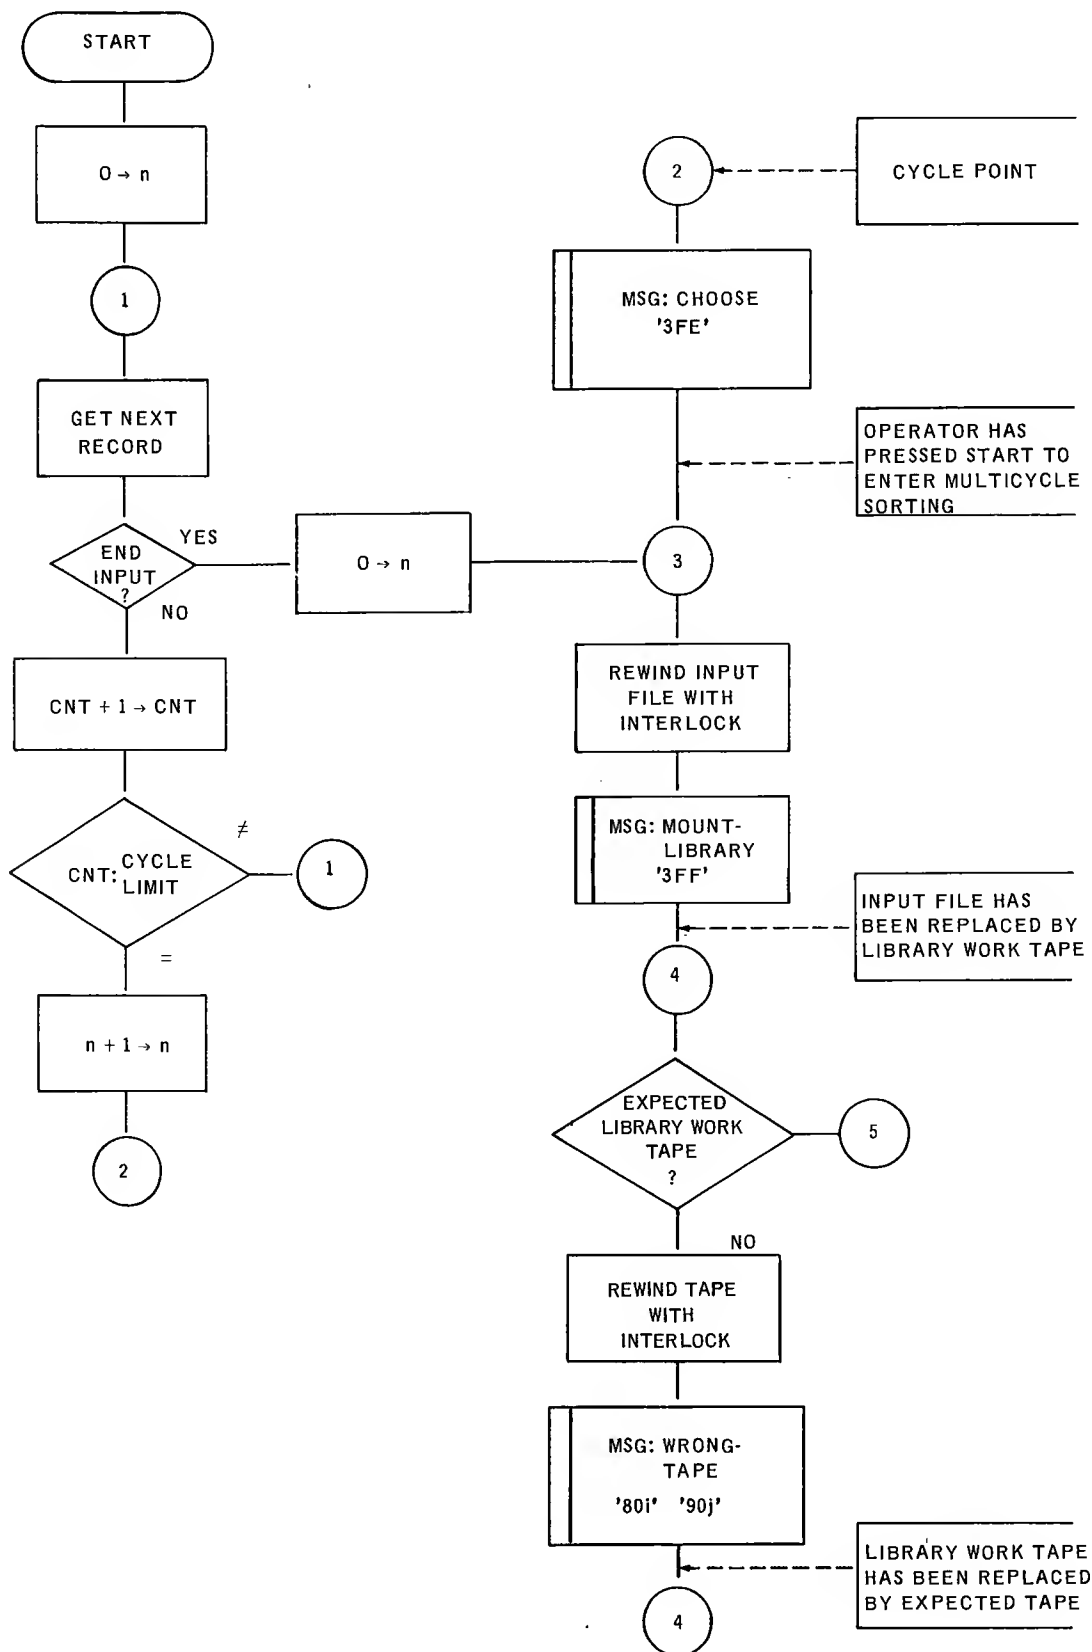 START
0 → n
1
GET NEXT
RECORD
END
INPUT
?
YES
NO
0 → n
CNT + 1 → CNT
CNT: CYCLE
LIMIT
≠
1
=
n + 1 → n
2
2
CYCLE POINT
MSG: CHOOSE
'3FE'
OPERATOR HAS
PRESSED START TO
ENTER MULTICYCLE
SORTING
3
REWIND INPUT
FILE WITH
INTERLOCK
MSG: MOUNT-
LIBRARY
'3FF'
INPUT FILE HAS
BEEN REPLACED BY
LIBRARY WORK TAPE
4
EXPECTED
LIBRARY WORK
TAPE
?
5
NO
REWIND TAPE
WITH
INTERLOCK
MSG: WRONG-
TAPE
'80i' '90j'
LIBRARY WORK TAPE
HAS BEEN REPLACED
BY EXPECTED TAPE
4